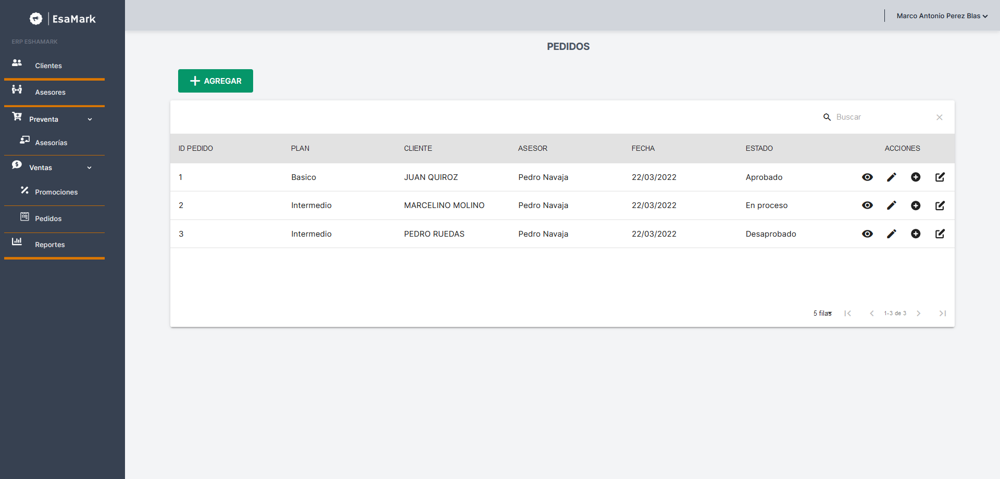 EsaMark
Marco Antonio Perez Blas
ERP ESHAMARK
Clientes
Asesores
Preventa
Asesorías
Ventas
Promociones
Pedidos
Reportes
PEDIDOS
AGREGAR
Buscar
ID PEDIDO PLAN CLIENTE ASESOR FECHA ESTADO ACCIONES
1 Basico JUAN QUIROZ Pedro Navaja 22/03/2022 Aprobado
2 Intermedio MARCELINO MOLINO Pedro Navaja 22/03/2022 En proceso
3 Intermedio PEDRO RUEDAS Pedro Navaja 22/03/2022 Desaprobado
5 filas 1-3 de 3